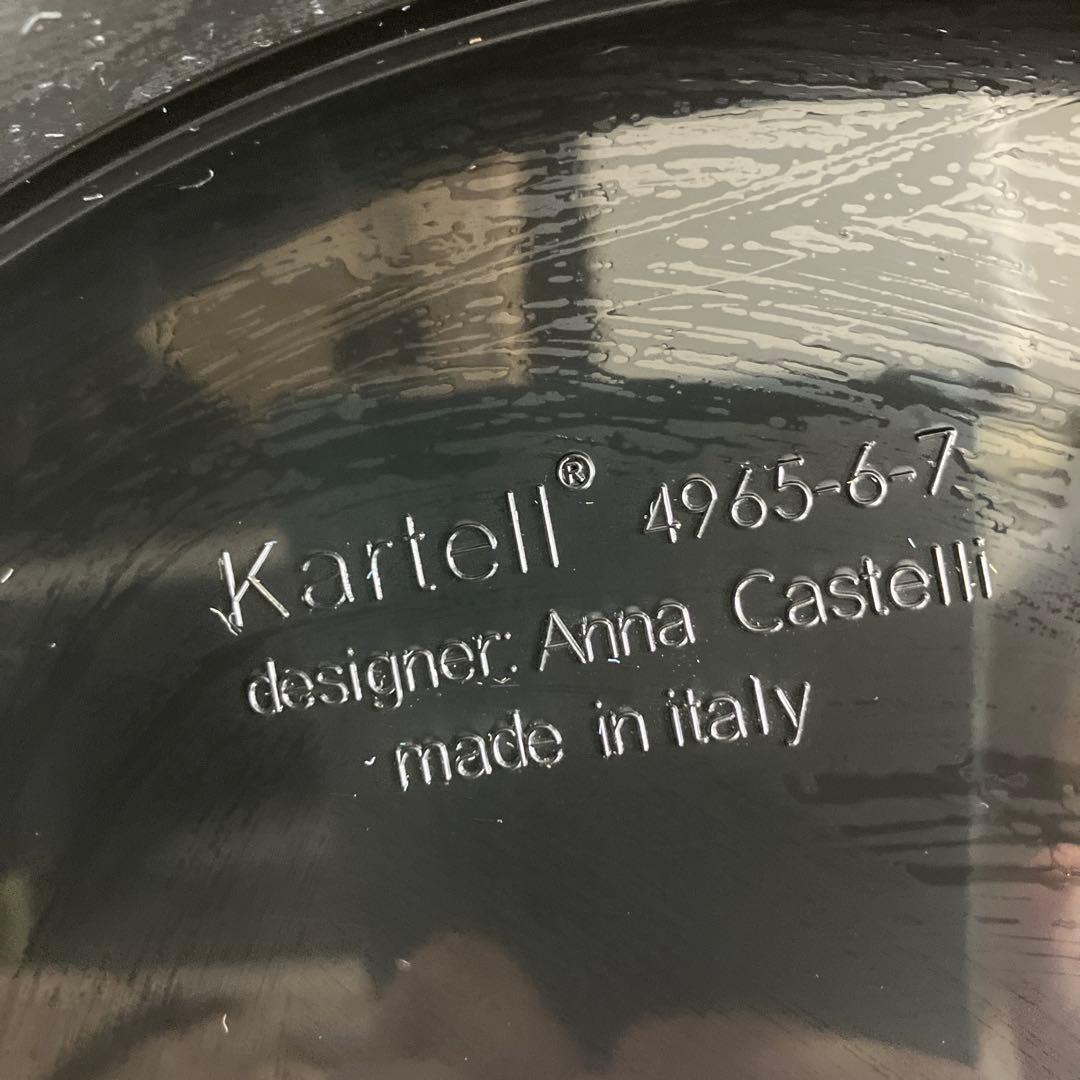 Kartell® 4965-6-7
designer: Anna Castelli
made in italy